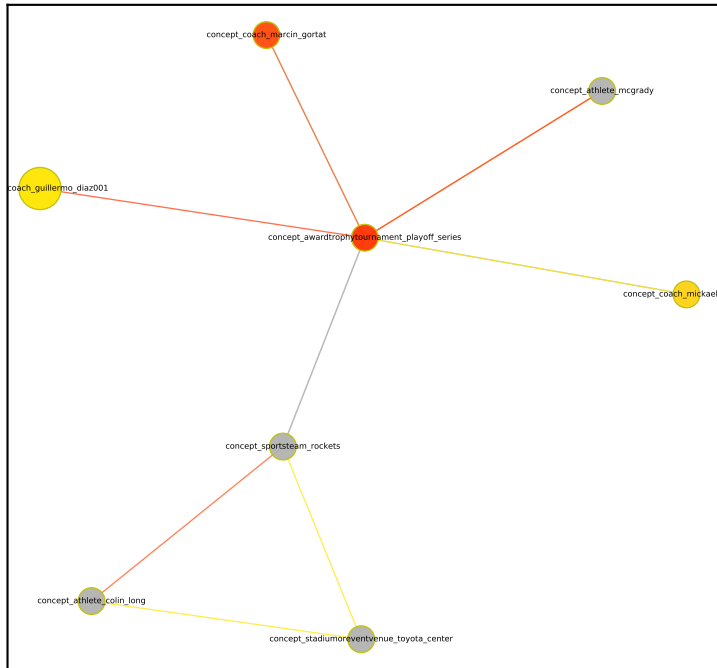 concept_coach_marcin_gortat
concept_athlete_mcgrady
coach_guillermo_diaz001
concept_awardtrophytournament_playoff_series
concept_coach_mickael
concept_sportsteam_rockets
concept_athlete_colin_long
concept_stadiumoreventvenue_toyota_center